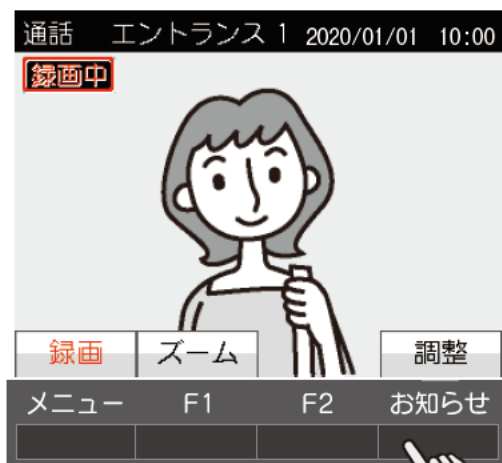 通話 エントランス 1 2020/01/01 10:00
録画中
録画 ズーム 調整
メニュー F1 F2 お知らせ